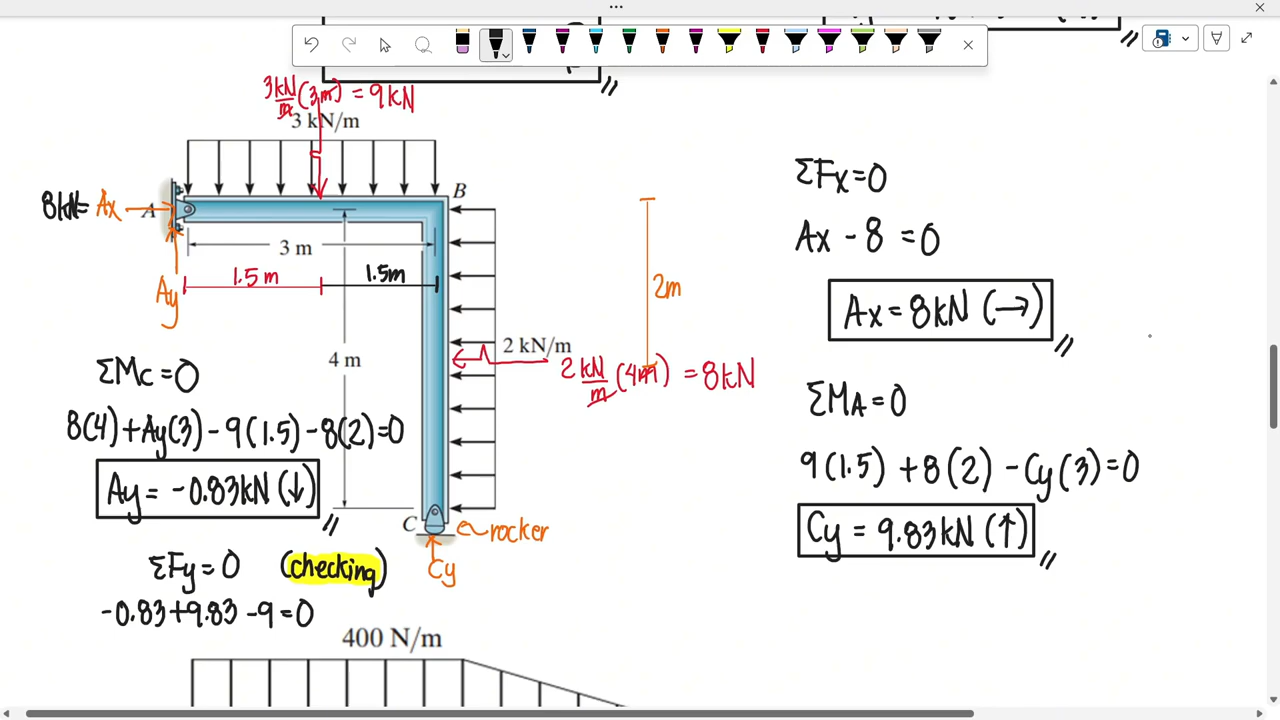 3kN/m (3m) = 9kN
3 kN/m
8kN= Ax
A
B
3 m
1.5m
1.5m
Ay
2m
2 kN/m
4 m
2 kN/m (4m) = 8kN
ΣMc=0
8(4)+Ay(3)-9(1.5)-8(2)=0
Ay = -0.83kN (↓)
C
rocker
Cy
ΣFy=0 (checking)
-0.83+9.83-9=0
400 N/m
ΣFx=0
Ax - 8 =0
Ax = 8kN (→)
ΣMA=0
9(1.5) +8(2) -Cy(3)=0
Cy = 9.83kN (↑)